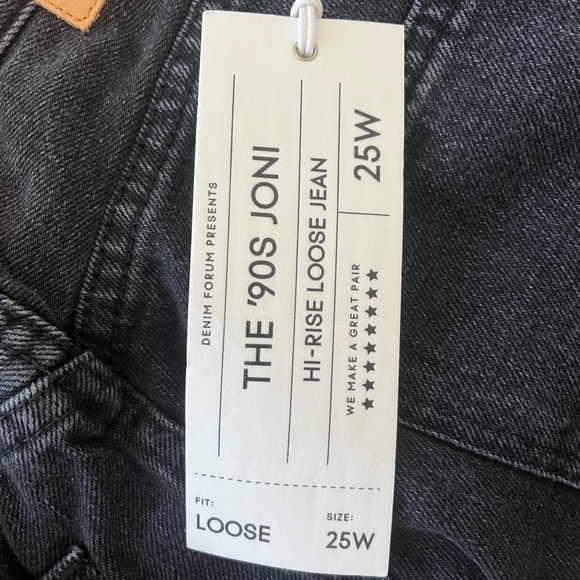 DENIM FORUM PRESENTS
THE '90S JONI
HI-RISE LOOSE JEAN
25W
WE MAKE A GREAT PAIR
★★★★★★★★★★
FIT:
LOOSE
SIZE:
25W